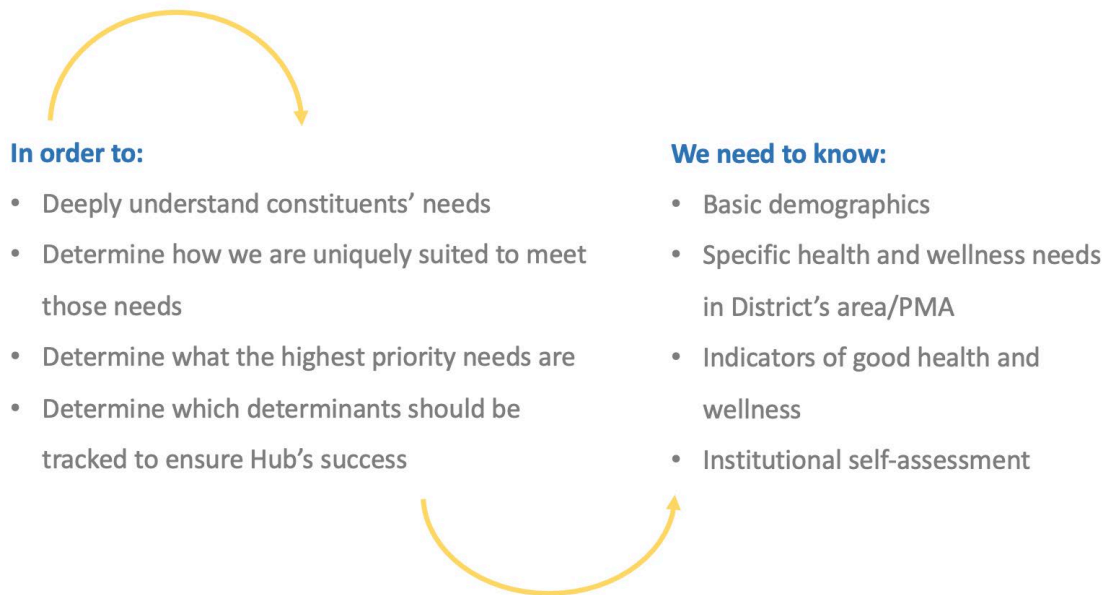 In order to:
• Deeply understand constituents’ needs
• Determine how we are uniquely suited to meet
those needs
• Determine what the highest priority needs are
• Determine which determinants should be
tracked to ensure Hub’s success
We need to know:
• Basic demographics
• Specific health and wellness needs
in District’s area/PMA
• Indicators of good health and
wellness
• Institutional self-assessment